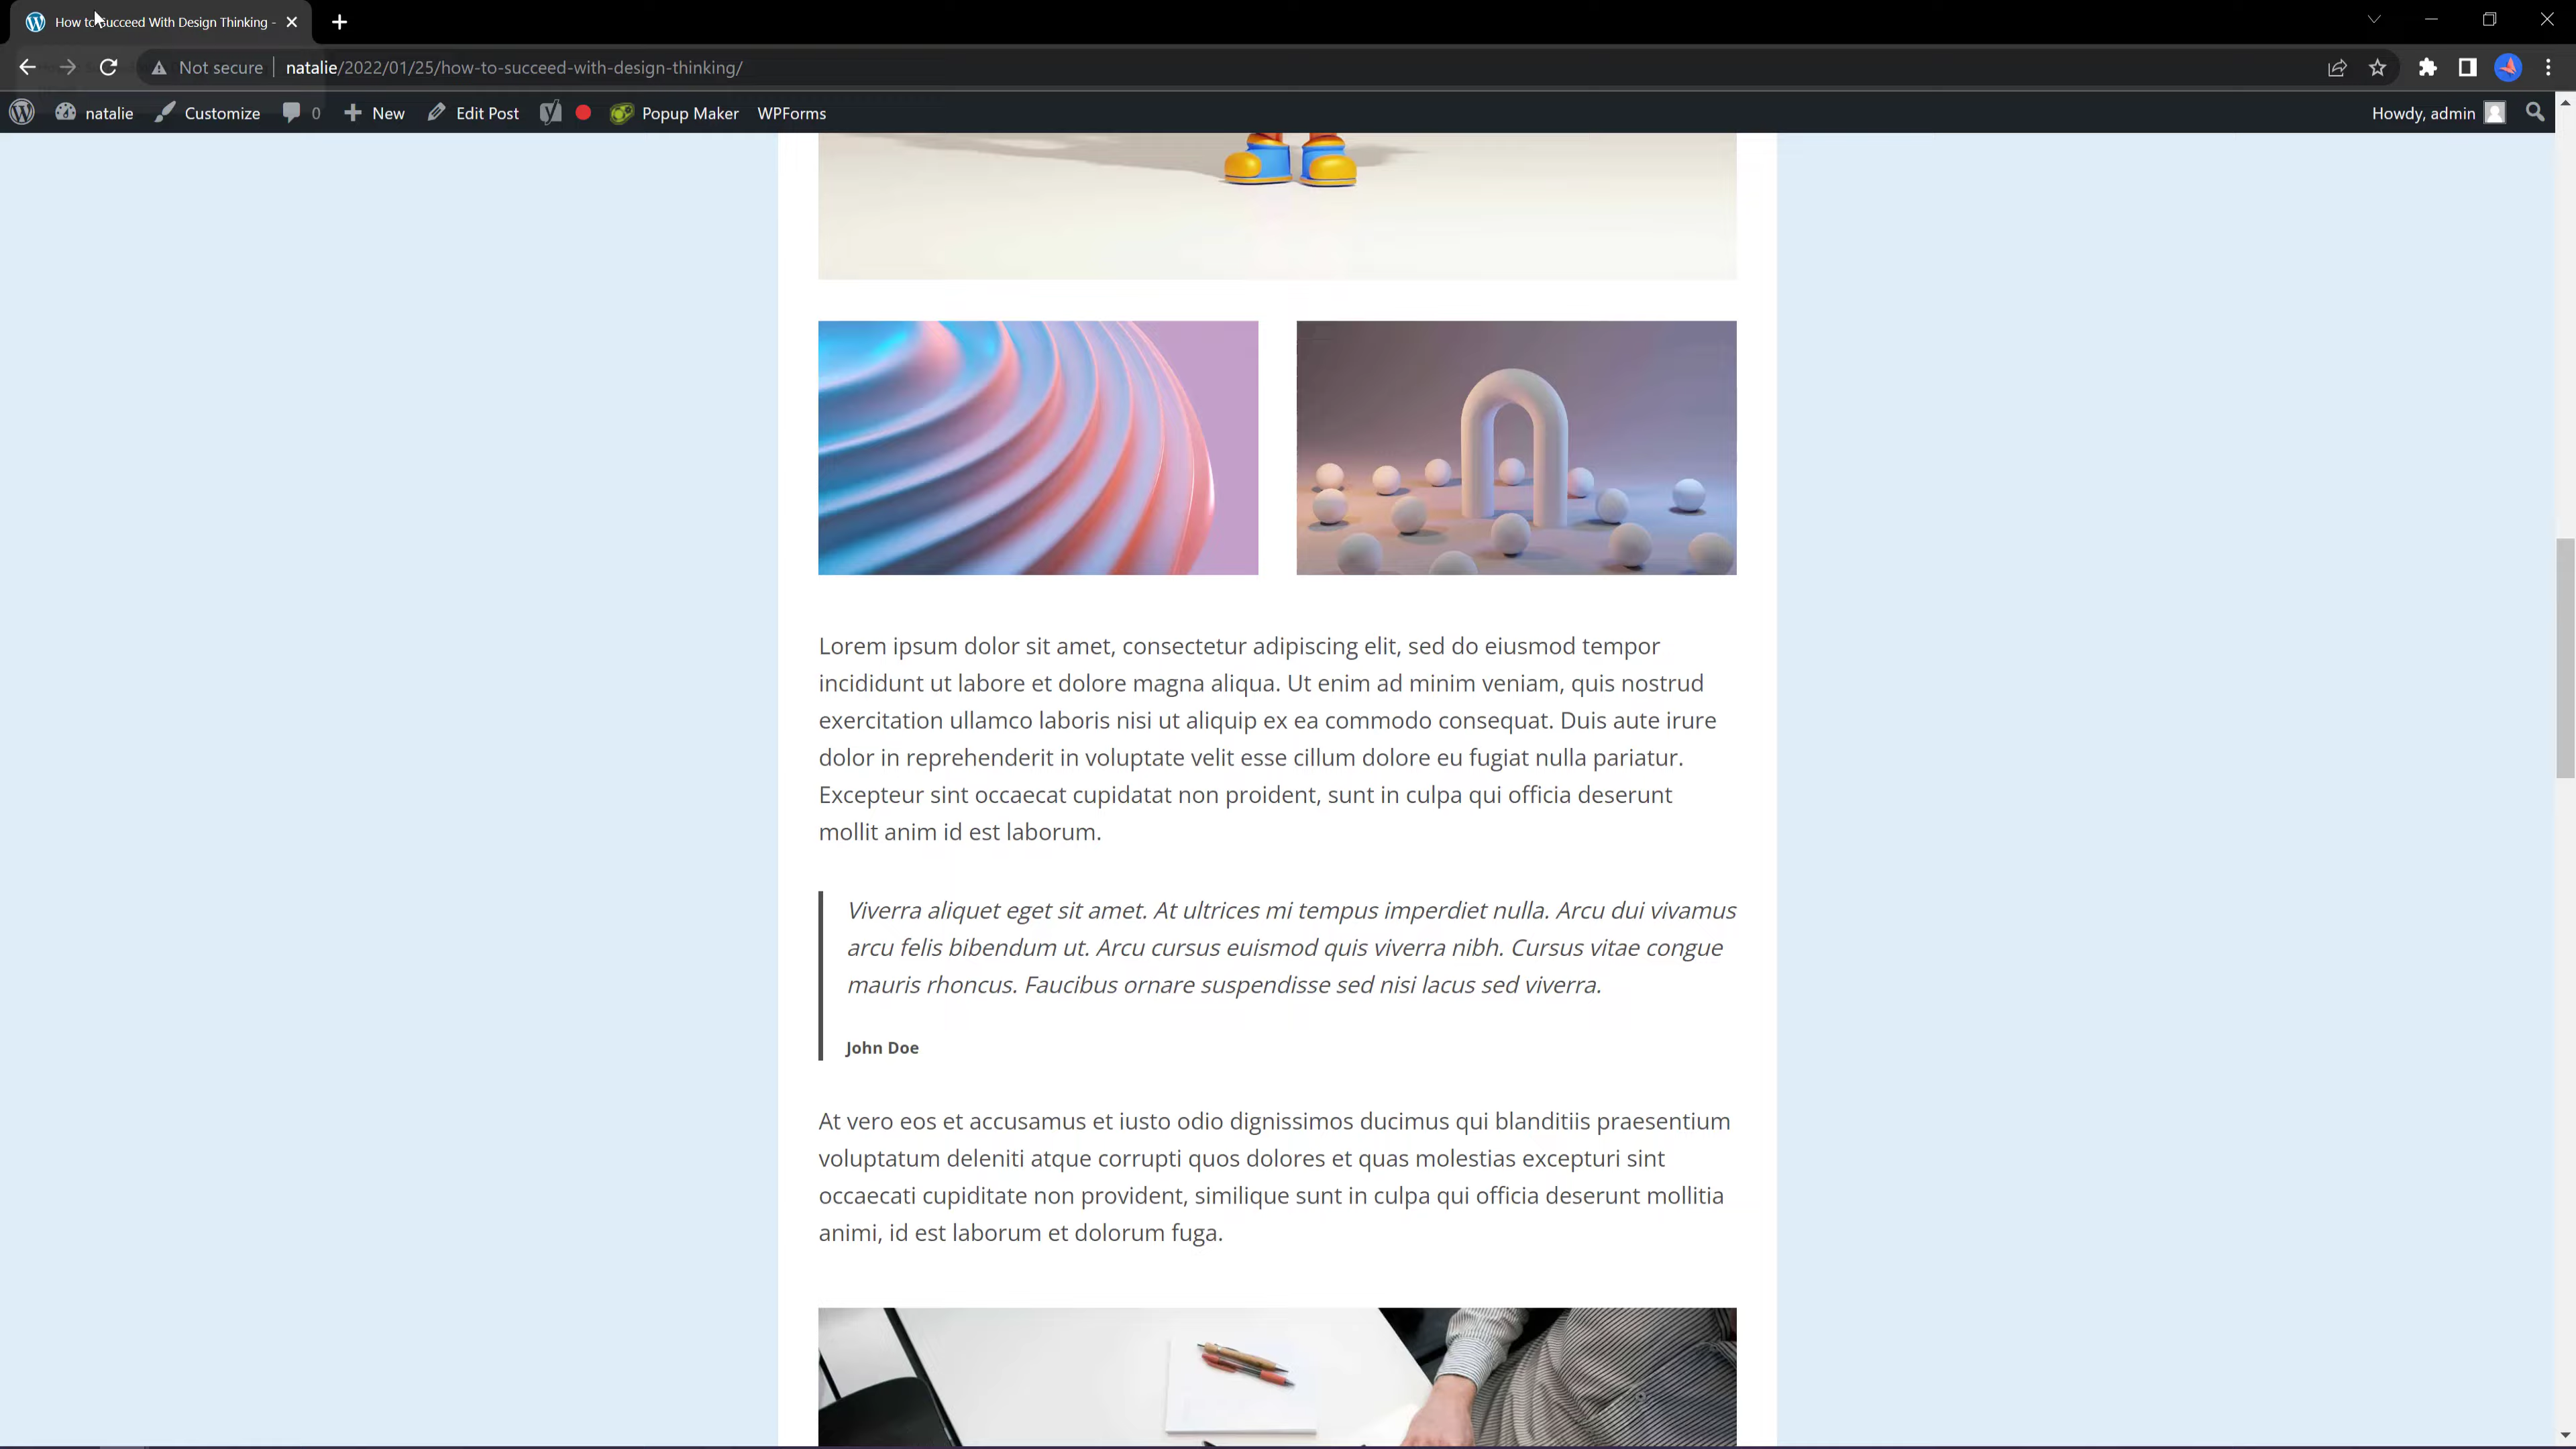 How to Succeed With Design Thinking -
Not secure
natalie/2022/01/25/how-to-succeed-with-design-thinking/
natalie
Customize
0
New
Edit Post
Popup Maker
WPForms
Howdy, admin
Lorem ipsum dolor sit amet, consectetur adipiscing elit, sed do eiusmod tempor
incididunt ut labore et dolore magna aliqua. Ut enim ad minim veniam, quis nostrud
exercitation ullamco laboris nisi ut aliquip ex ea commodo consequat. Duis aute irure
dolor in reprehenderit in voluptate velit esse cillum dolore eu fugiat nulla pariatur.
Excepteur sint occaecat cupidatat non proident, sunt in culpa qui officia deserunt
mollit anim id est laborum.
Viverra aliquet eget sit amet. At ultrices mi tempus imperdiet nulla. Arcu dui vivamus
arcu felis bibendum ut. Arcu cursus euismod quis viverra nibh. Cursus vitae congue
mauris rhoncus. Faucibus ornare suspendisse sed nisi lacus sed viverra.
John Doe
At vero eos et accusamus et iusto odio dignissimos ducimus qui blanditiis praesentium
voluptatum deleniti atque corrupti quos dolores et quas molestias excepturi sint
occaecati cupiditate non provident, similique sunt in culpa qui officia deserunt mollitia
animi, id est laborum et dolorum fuga.